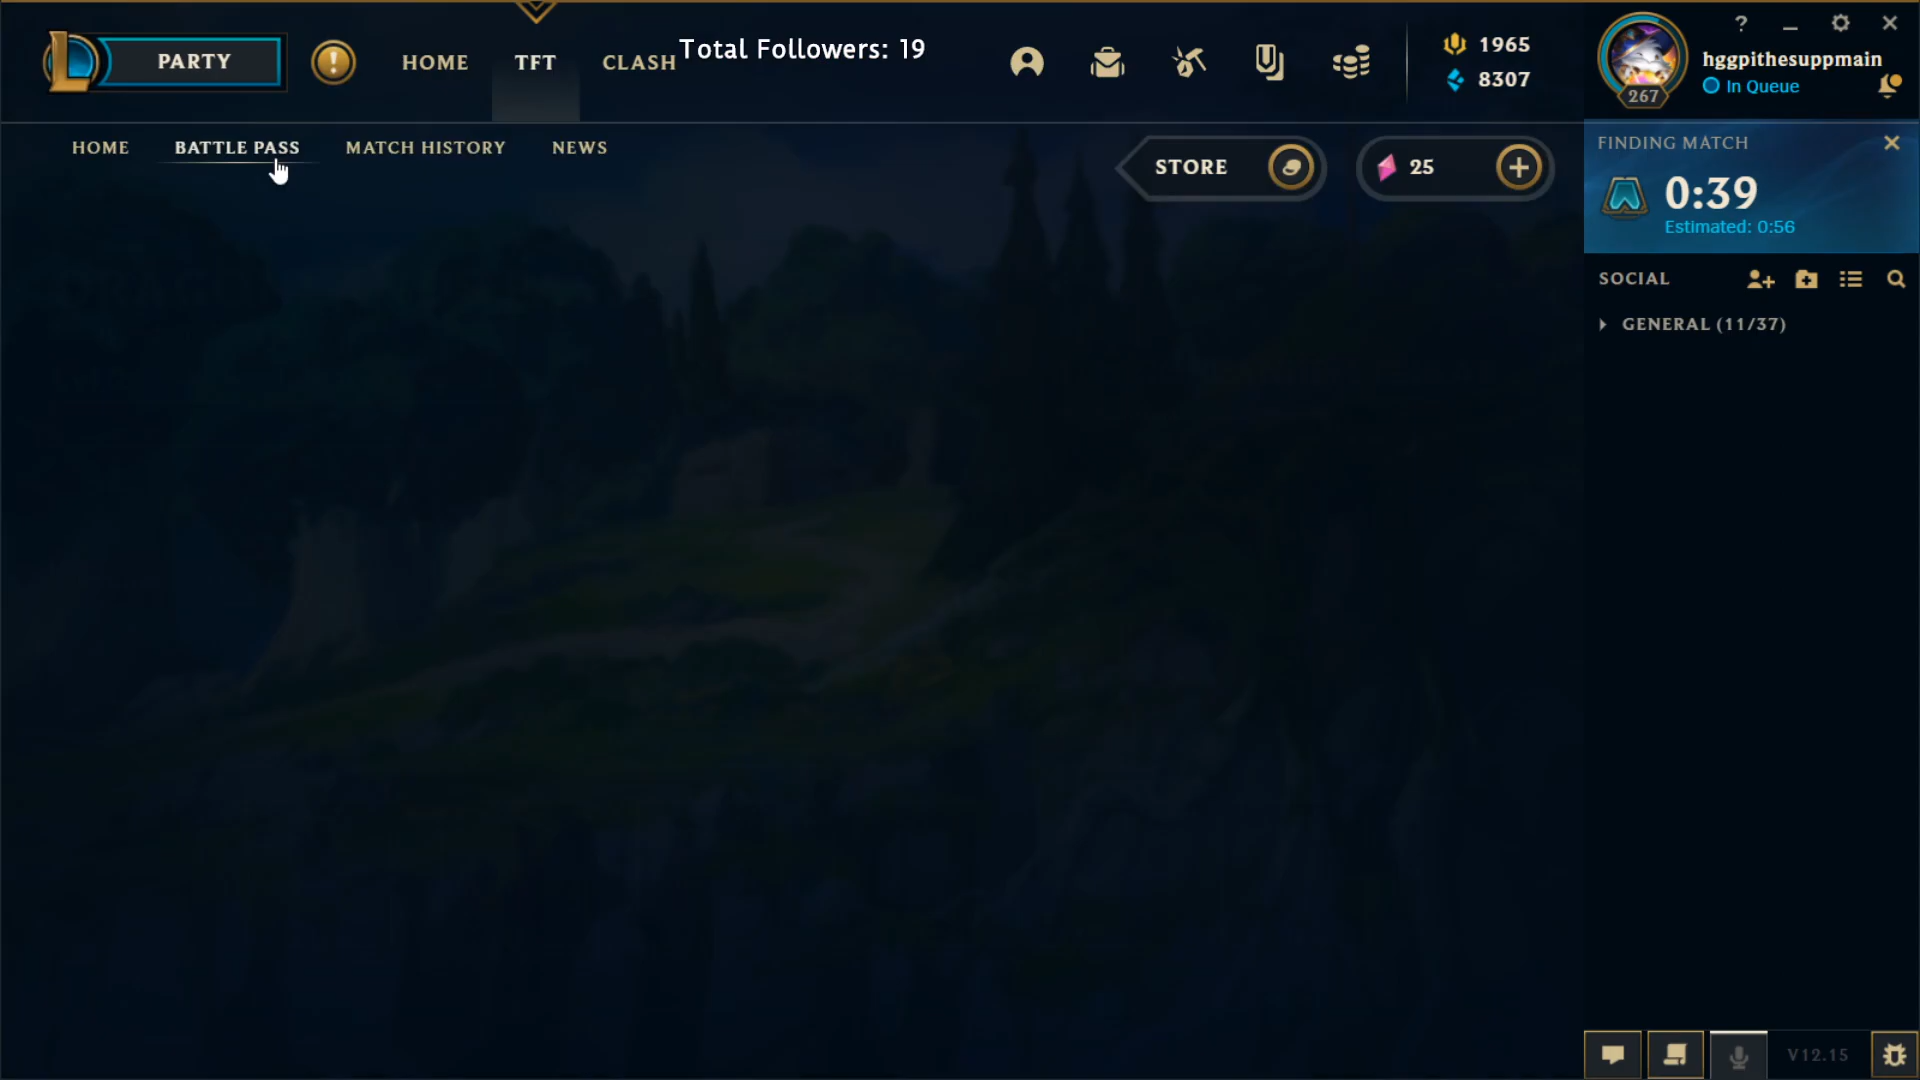 PARTY
HOME
TFT
CLASH
Total Followers: 19
1965
8307
?
267
hggpithesuppmain
In Queue
HOME
BATTLE PASS
MATCH HISTORY
NEWS
STORE
25
FINDING MATCH
0:39
Estimated: 0:56
SOCIAL
GENERAL (11/37)
V12.15